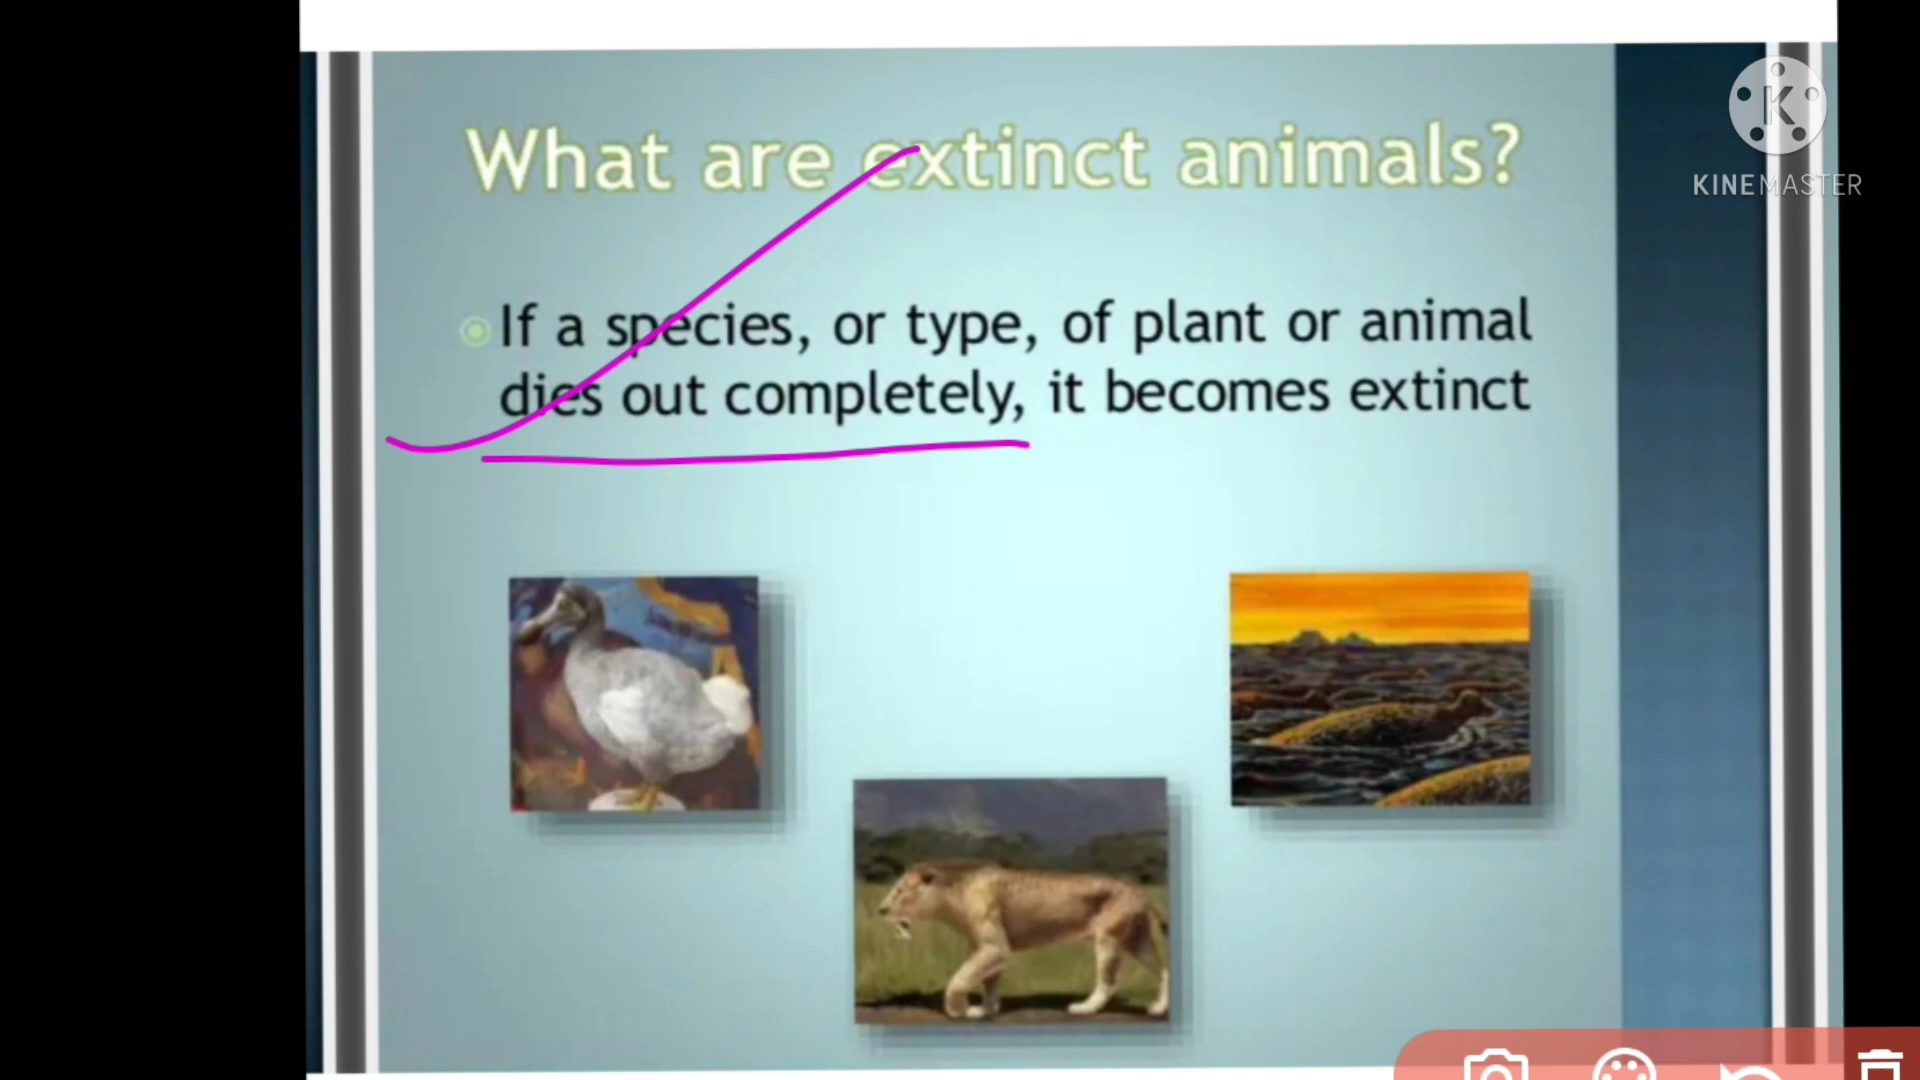 What are extinct animals?
If a species, or type, of plant or animal
dies out completely, it becomes extinct
K
KINEMASTER